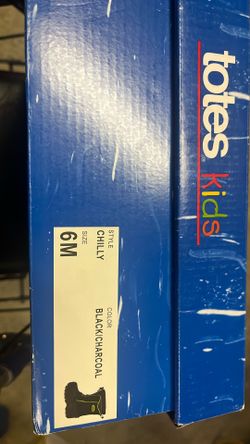 totes® kids
STYLE
CHILLY
COLOR
BLACK/CHARCOAL
SIZE
6M